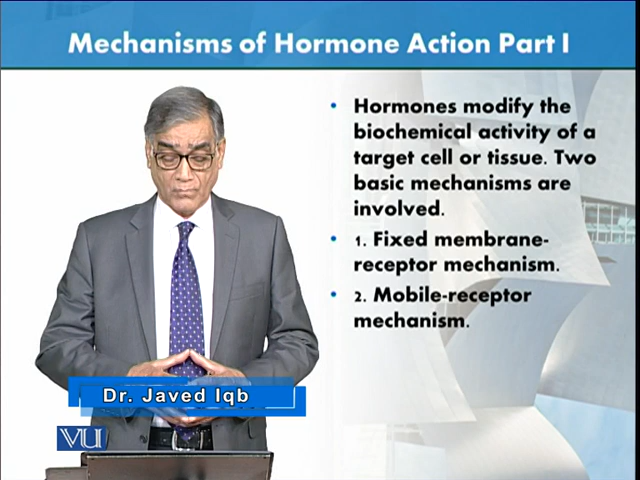 Mechanisms of Hormone Action Part I
• Hormones modify the
biochemical activity of a
target cell or tissue. Two
basic mechanisms are
involved.
• 1. Fixed membrane-
receptor mechanism.
• 2. Mobile-receptor
mechanism.
Dr. Javed Iqb
VU